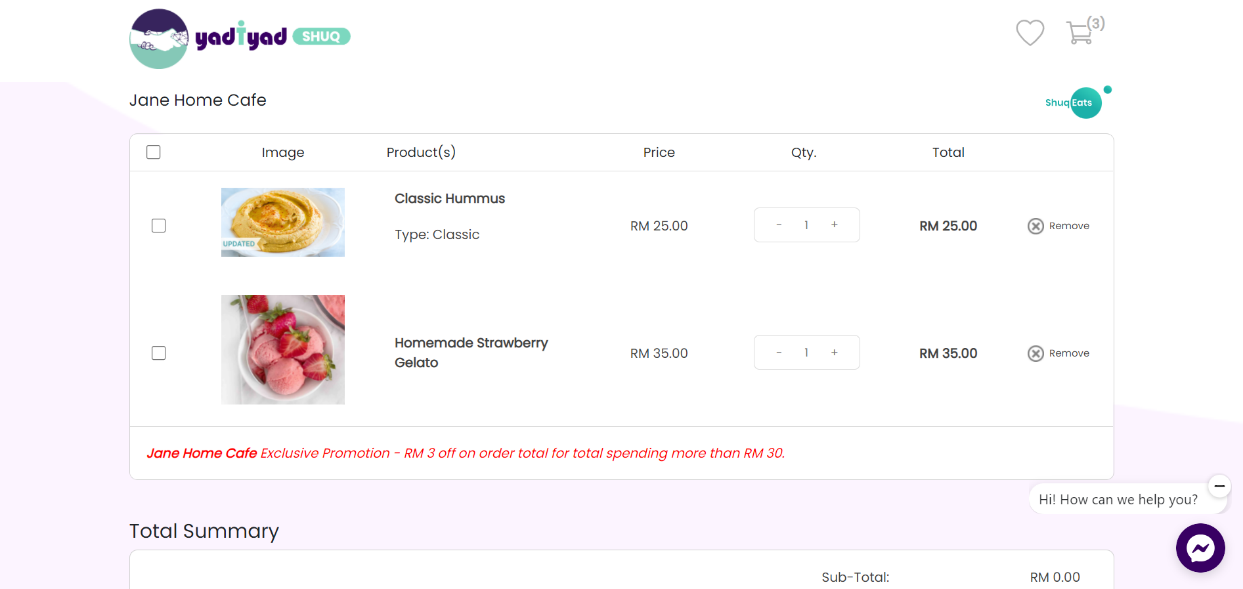 yadiyad SHUQ
(3)
Jane Home Cafe
ShuqEats
Image Product(s) Price Qty. Total
Classic Hummus
Type: Classic
UPDATED
RM 25.00 - 1 + RM 25.00 Remove
Homemade Strawberry
Gelato
RM 35.00 - 1 + RM 35.00 Remove
Jane Home Cafe Exclusive Promotion - RM 3 off on order total for total spending more than RM 30.
Hi! How can we help you?
Total Summary
Sub-Total: RM 0.00